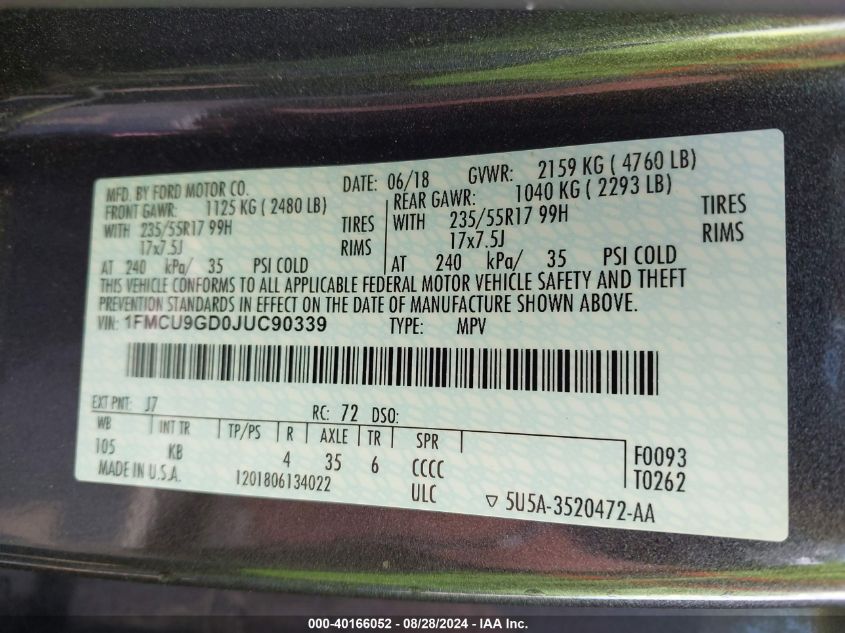 MFD. BY FORD MOTOR CO. DATE: 06/18 GVWR: 2159 KG ( 4760 LB)
FRONT GAWR: 1125 KG ( 2480 LB) REAR GAWR: 1040 KG ( 2293 LB)
WITH 235/55R17 99H TIRES WITH 235/55R17 99H TIRES
17x7.5J RIMS 17x7.5J RIMS
AT 240 kPa/ 35 PSI COLD AT 240 kPa/ 35 PSI COLD
THIS VEHICLE CONFORMS TO ALL APPLICABLE FEDERAL MOTOR VEHICLE SAFETY AND THEFT
PREVENTION STANDARDS IN EFFECT ON THE DATE OF MANUFACTURE SHOWN ABOVE.
VIN: 1FMCU9GD0JUC90339 TYPE: MPV
EXT PNT: J7 RC: 72 DSO:
WB INT TR TP/PS R AXLE TR SPR
105 KB 4 35 6 CCCC F0093
MADE IN U.S.A. 1201806134022 ULC T0262
▽ 5U5A-3520472-AA
000-40166052 - 08/28/2024 - IAA Inc.